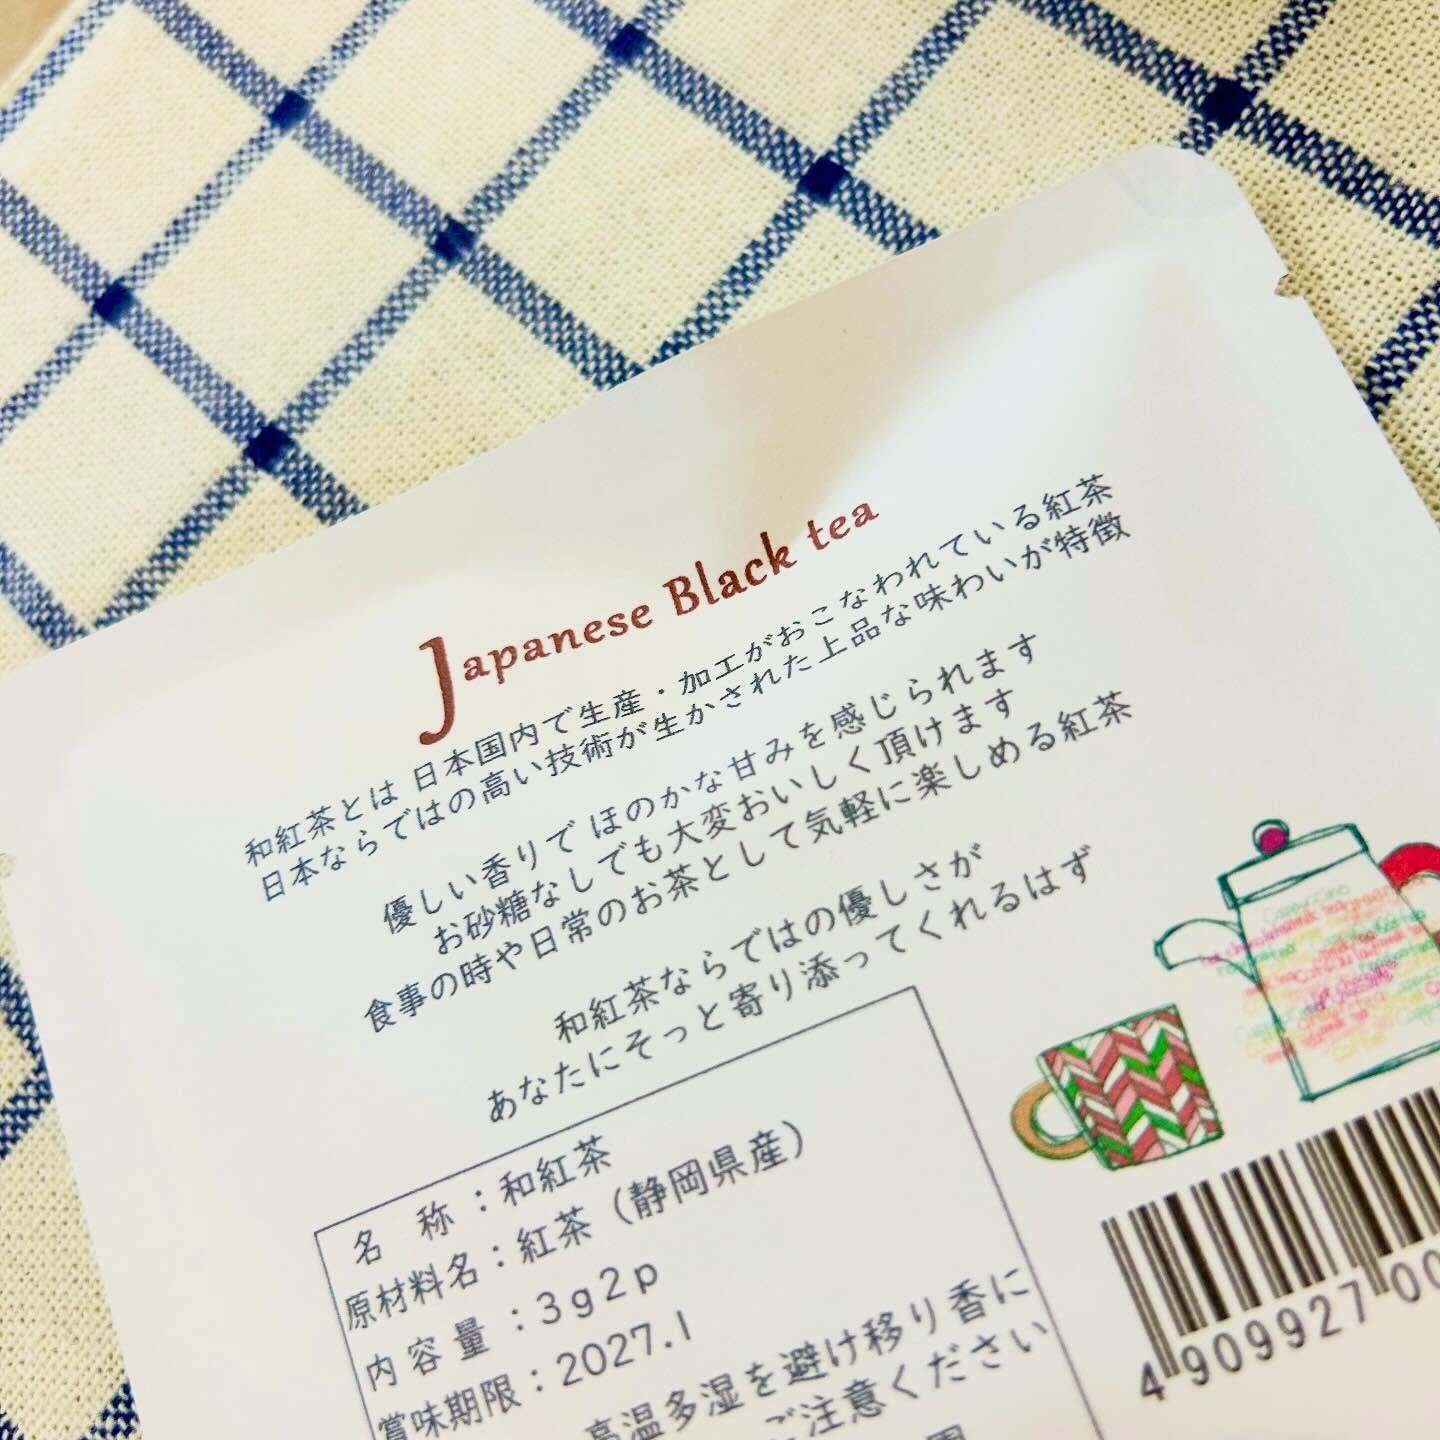 Japanese Black tea
和紅茶とは 日本国内で生産・加工がおこなわれている紅茶
日本ならではの高い技術が生かされた上品な味わいが特徴
優しい香りで ほのかな甘みを感じられます
お砂糖なしでも大変おいしく頂けます
食事の時や日常のお茶として気軽に楽しめる紅茶
和紅茶ならではの優しさが
あなたにそっと寄り添ってくれるはず
名 称：和紅茶
原材料名：紅茶（静岡県産）
内容量：3g2p
賞味期限：2027.1
高温多湿を避け移り香に
ご注意ください
490992700